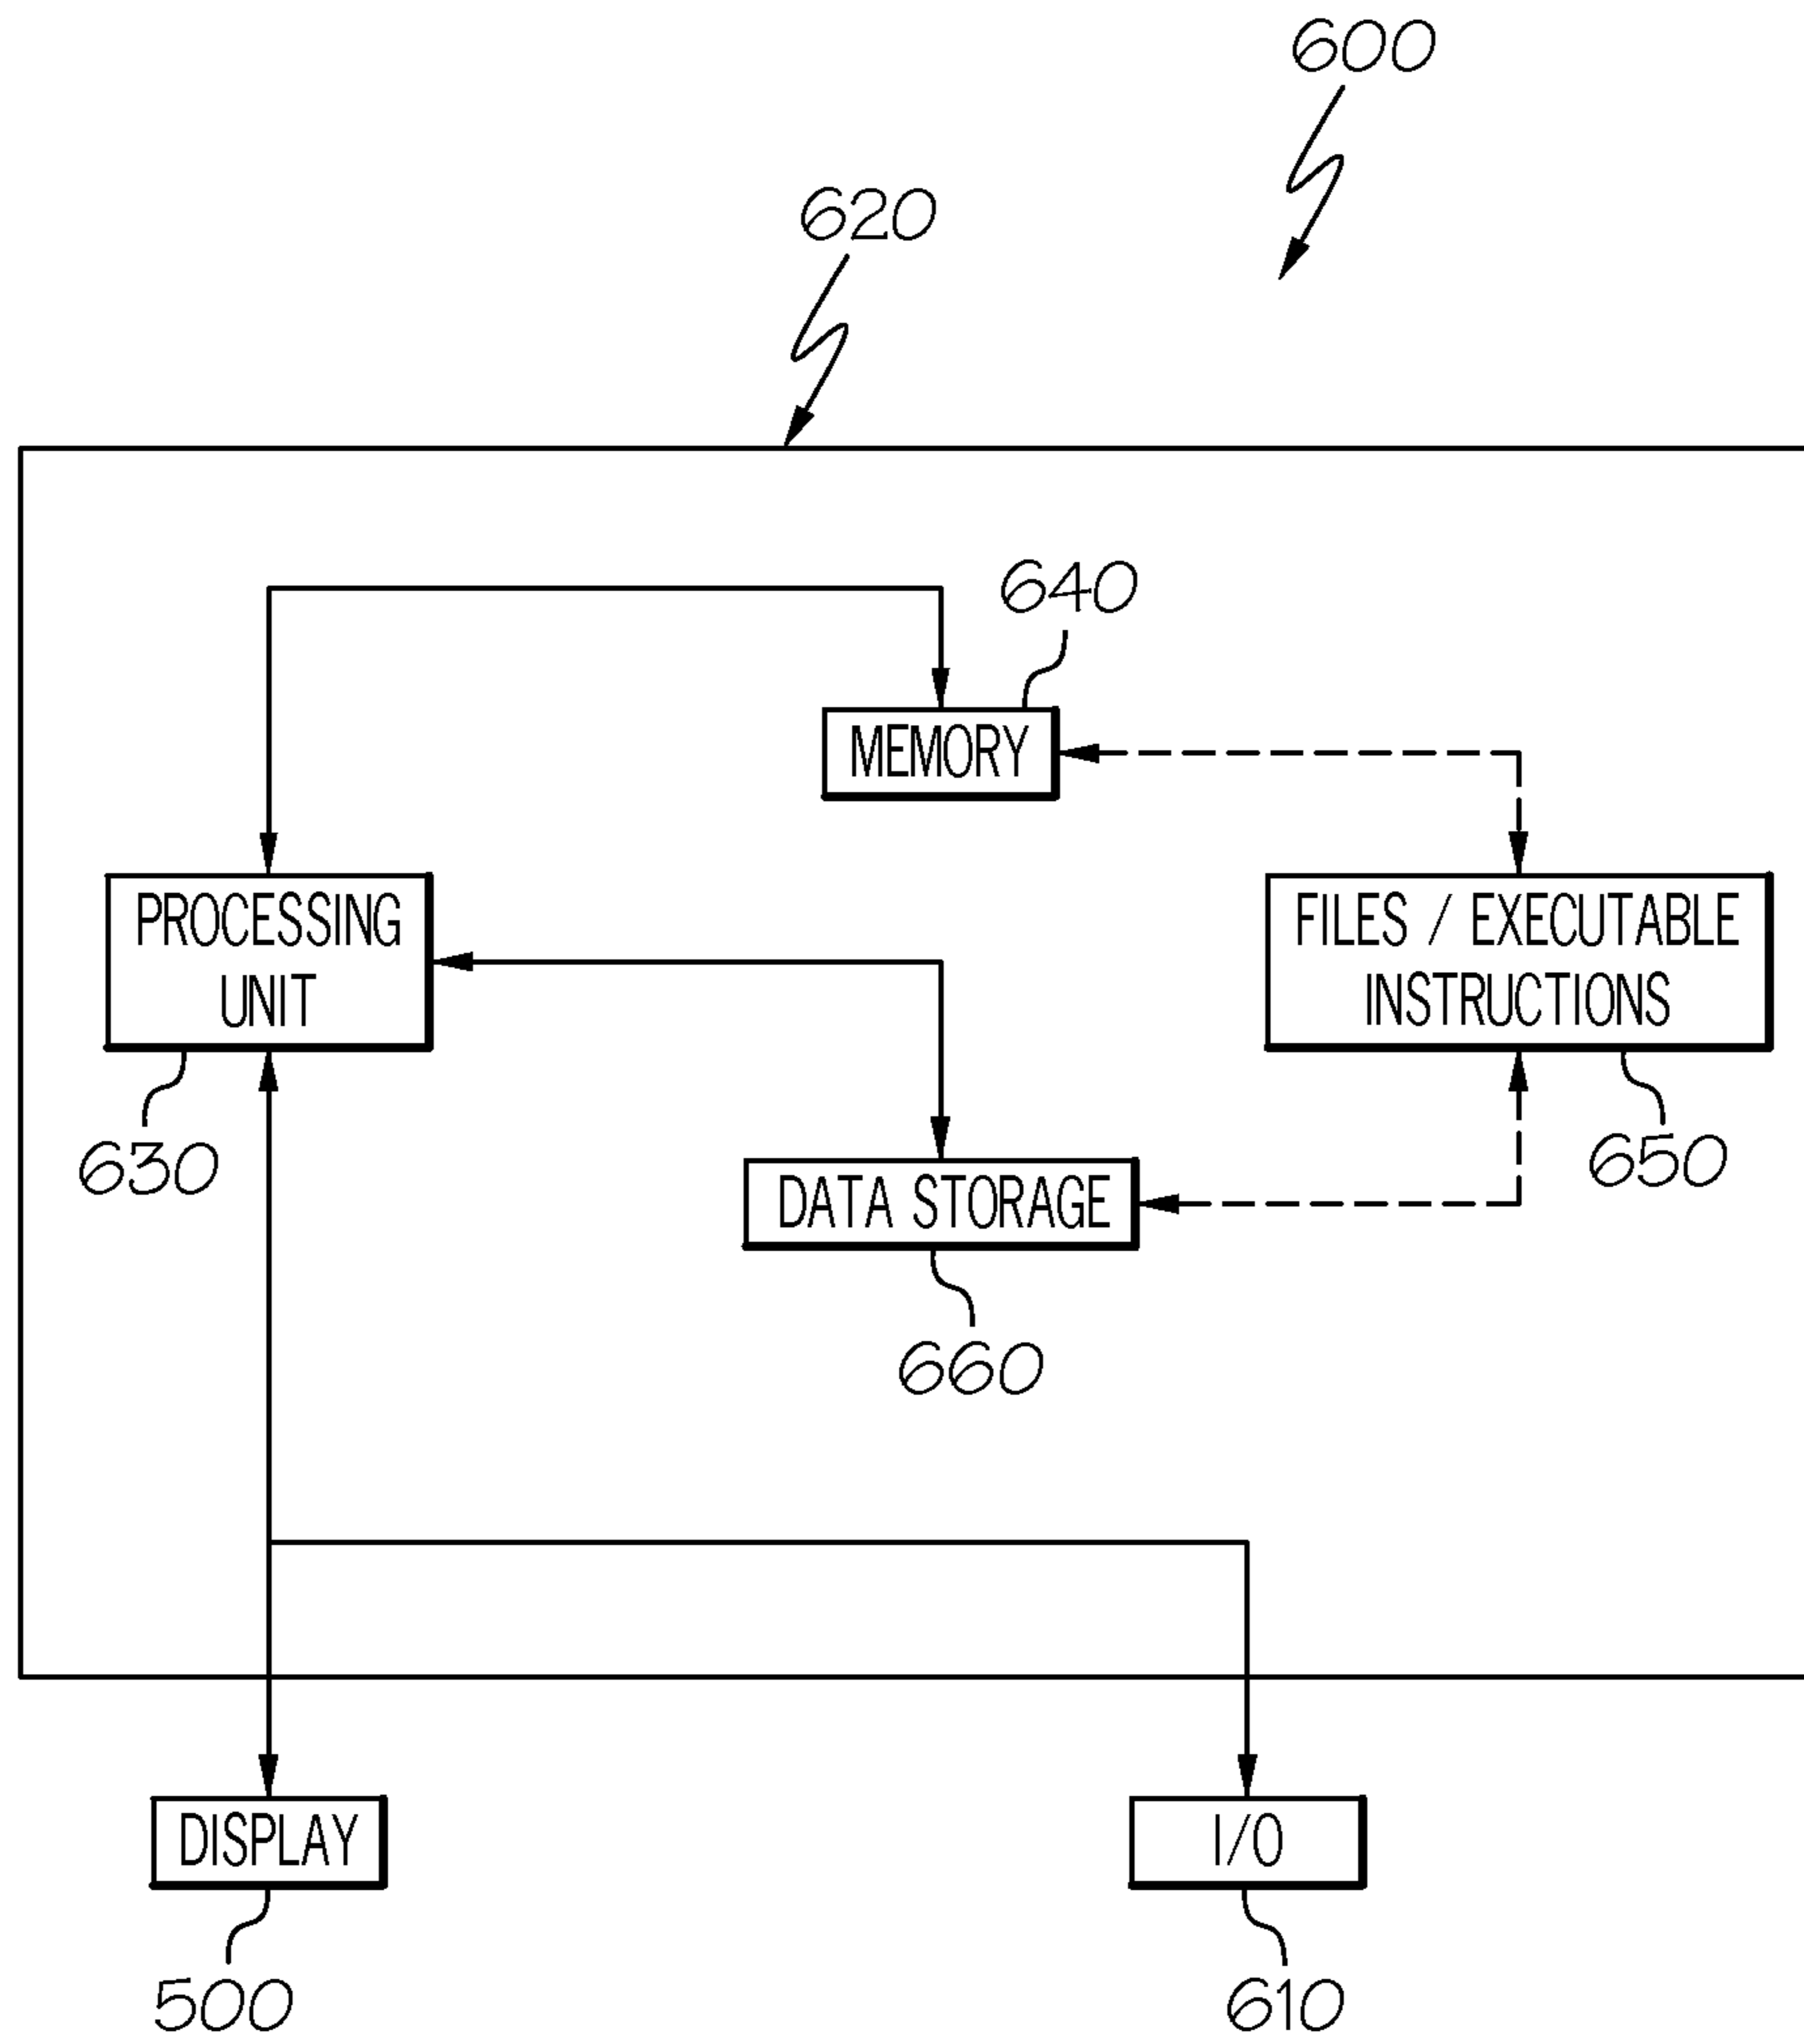 600
620
640
MEMORY
PROCESSING
UNIT
FILES / EXECUTABLE
INSTRUCTIONS
630
650
DATA STORAGE
660
DISPLAY
I/O
500
610